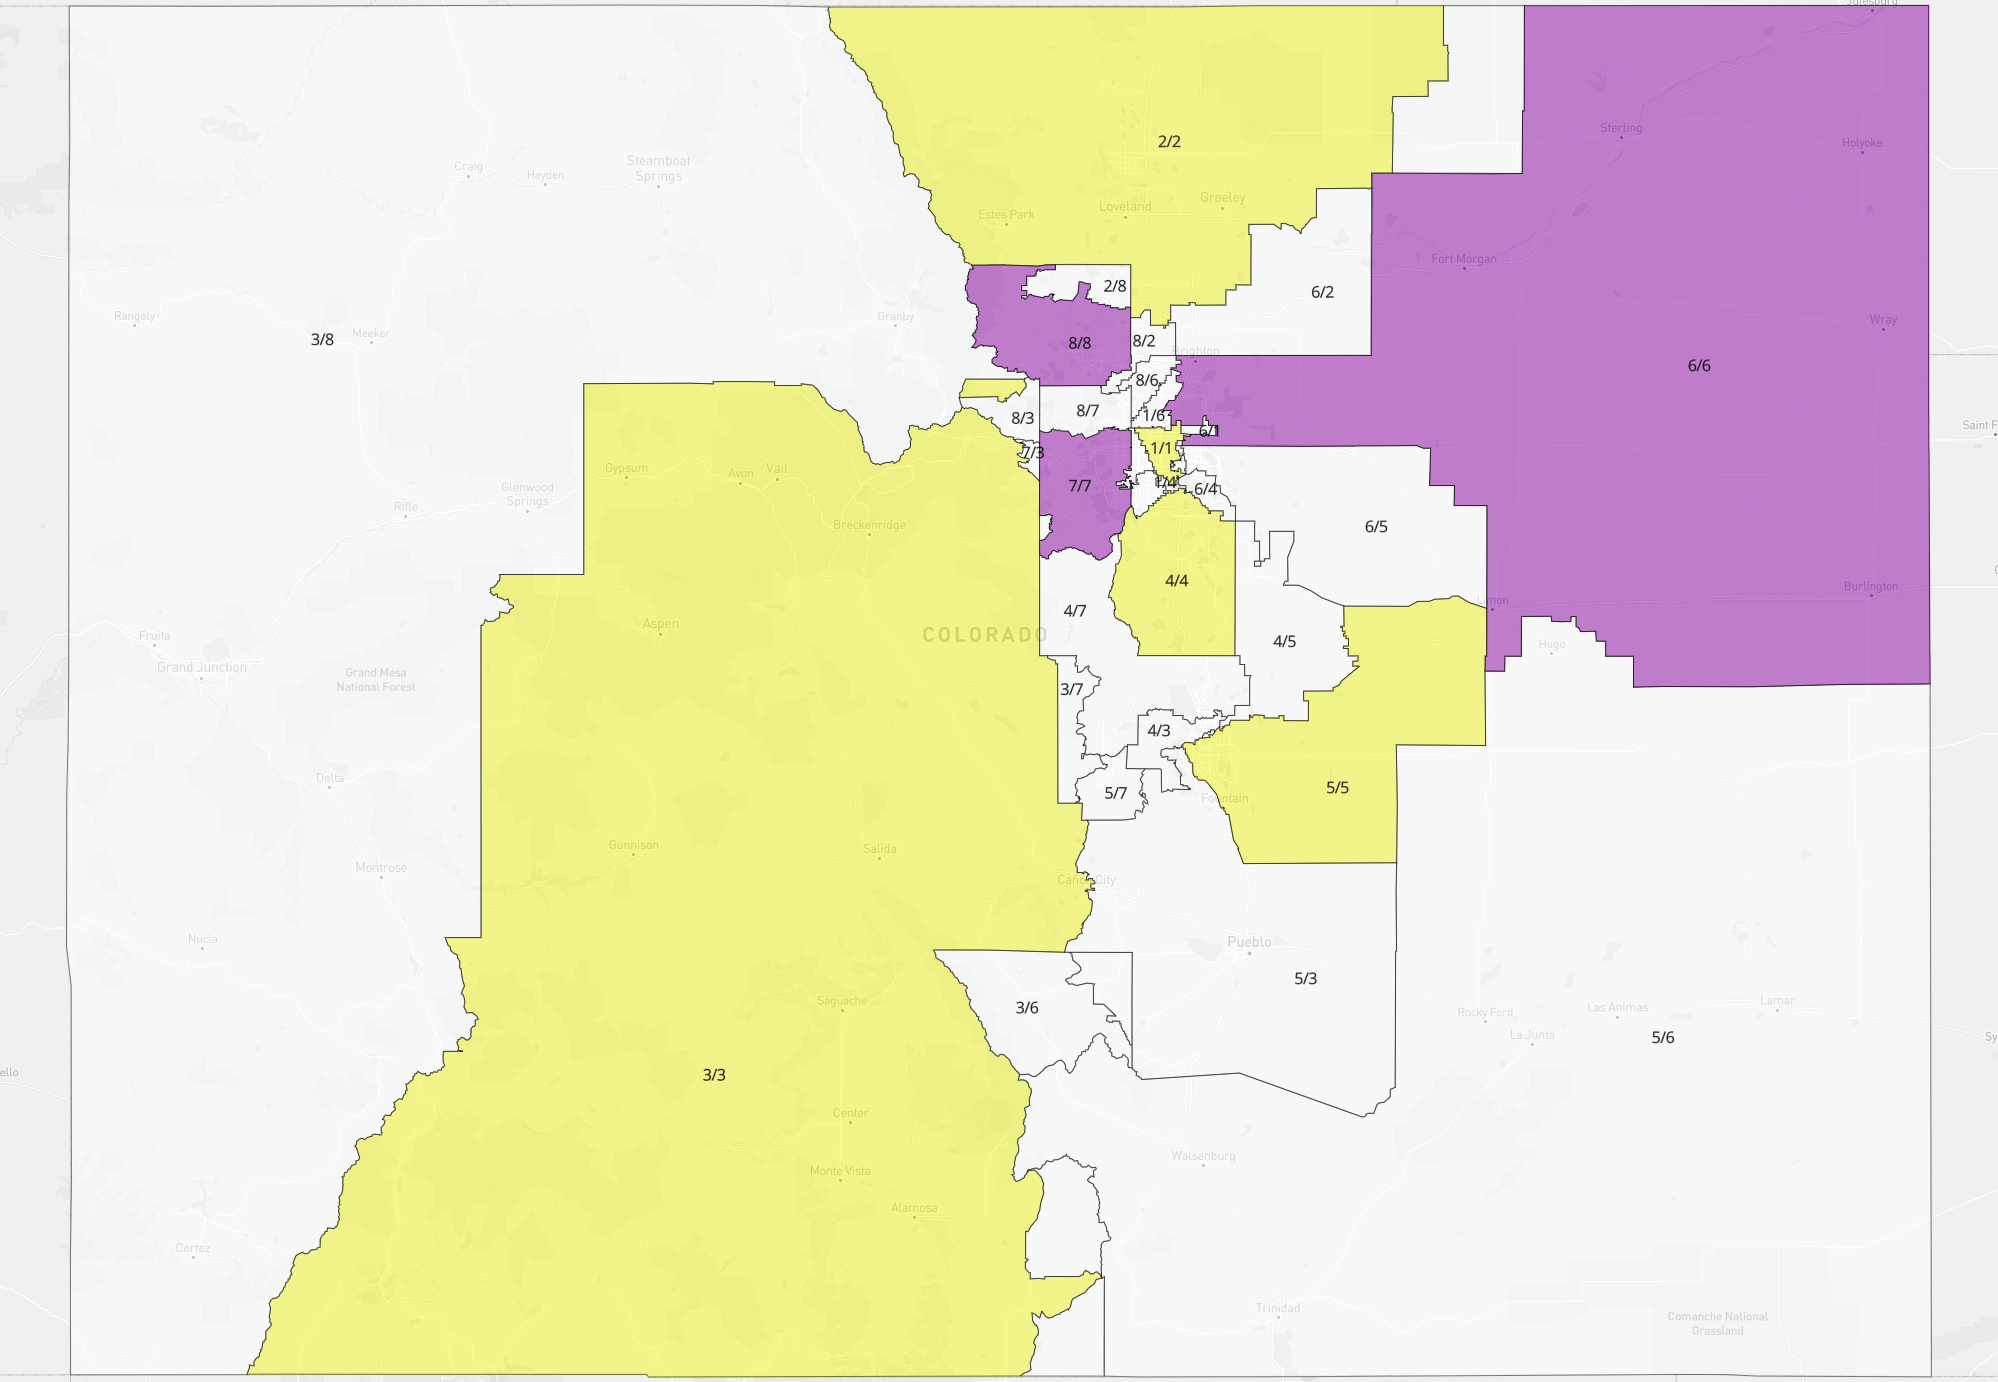 Julesburg
2/2
Sterling
Holyoke
Craig
Hayden
Steamboat
Springs
Estes Park
Loveland
Greeley
Fort Morgan
2/8
6/2
Rangely
Meeker
3/8
Granby
8/8
8/2
Brighton
Wray
6/6
8/6
8/3
8/7
1/6
6/1
Saint F
7/3
1/1
Gypsum
Avon
Vail
7/7
1/4
6/4
Glenwood
Springs
Rifle
Breckenridge
6/5
4/4
Burlington
Limon
4/7
Fruita
Aspen
COLORADO
4/5
Hugo
Grand Junction
Grand Mesa
National Forest
3/7
4/3
Delta
5/7
Fountain
5/5
Gunnison
Salida
Montrose
Cañon City
Nucla
Pueblo
5/3
Saguache
3/6
Rocky Ford
Las Animas
Lamar
La Junta
5/6
Sy
ello
3/3
Center
Walsenburg
Monte Vista
Alamosa
Cortez
Trinidad
Comanche National
Grassland